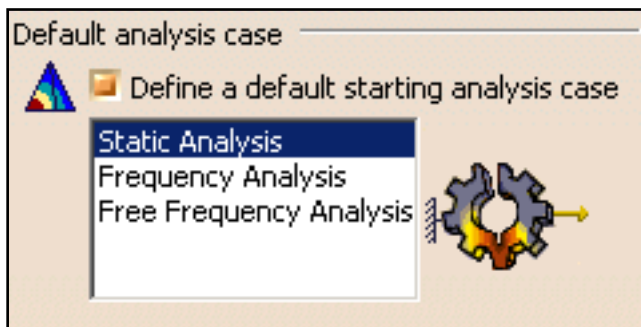 Default analysis case
Define a default starting analysis case
Static Analysis
Frequency Analysis
Free Frequency Analysis